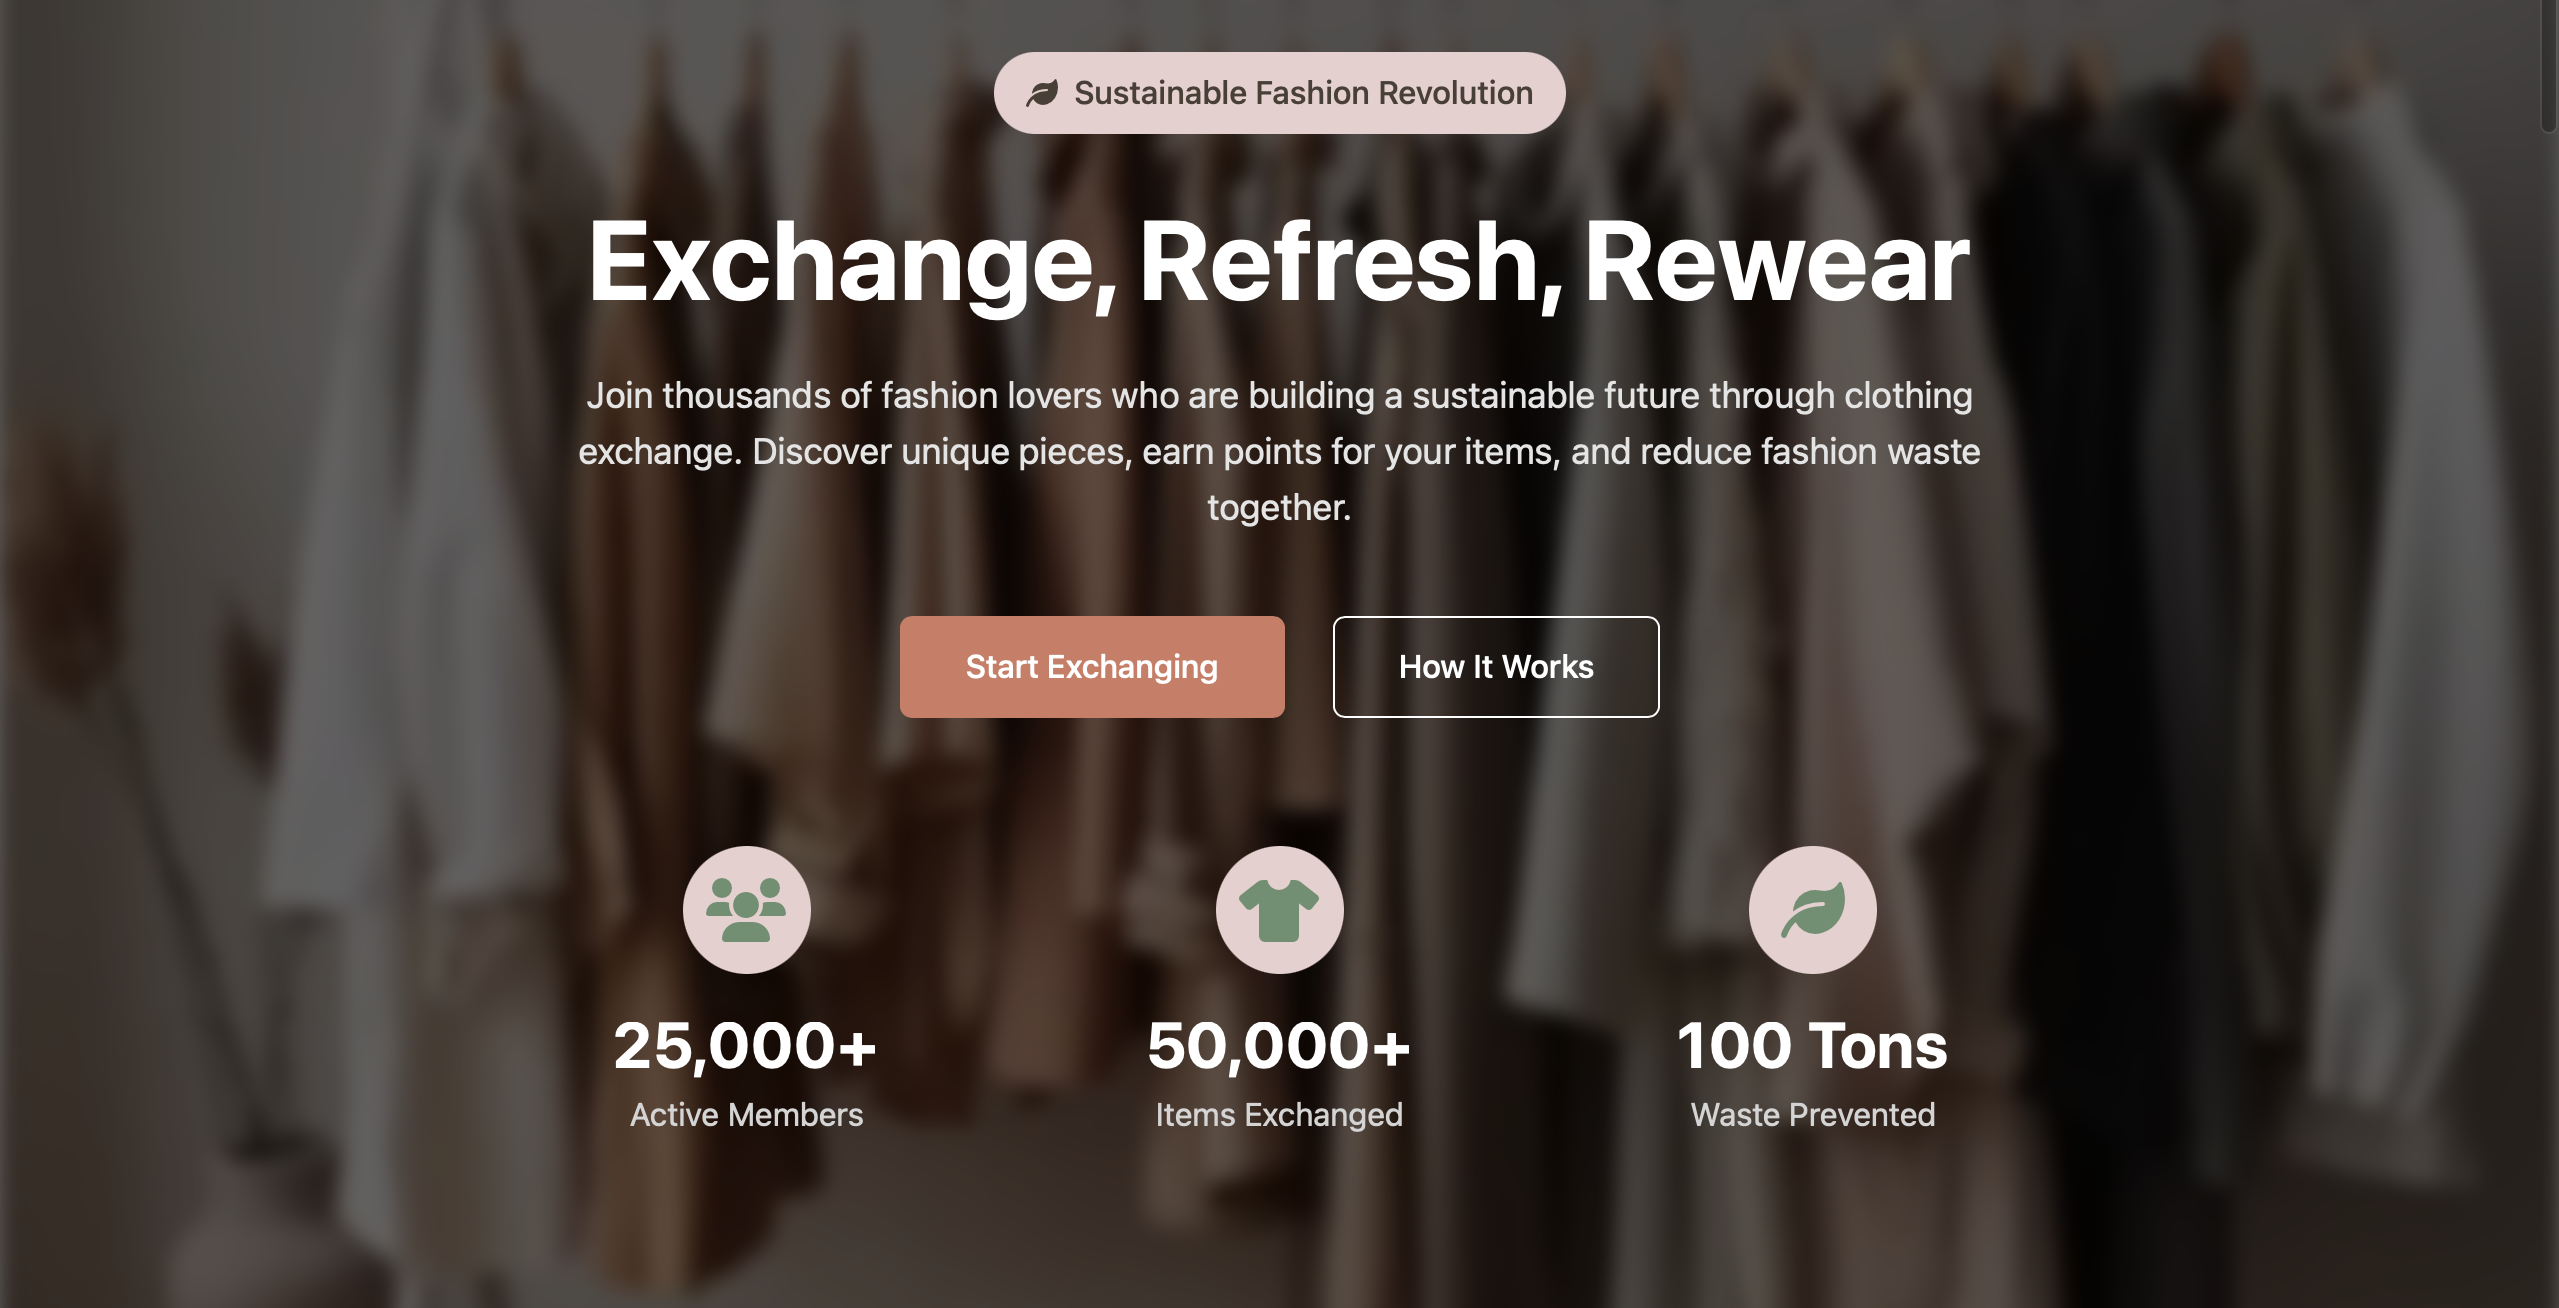 Sustainable Fashion Revolution
Exchange, Refresh, Rewear
Join thousands of fashion lovers who are building a sustainable future through clothing
exchange. Discover unique pieces, earn points for your items, and reduce fashion waste
together.
Start Exchanging
How It Works
25,000+
Active Members
50,000+
Items Exchanged
100 Tons
Waste Prevented